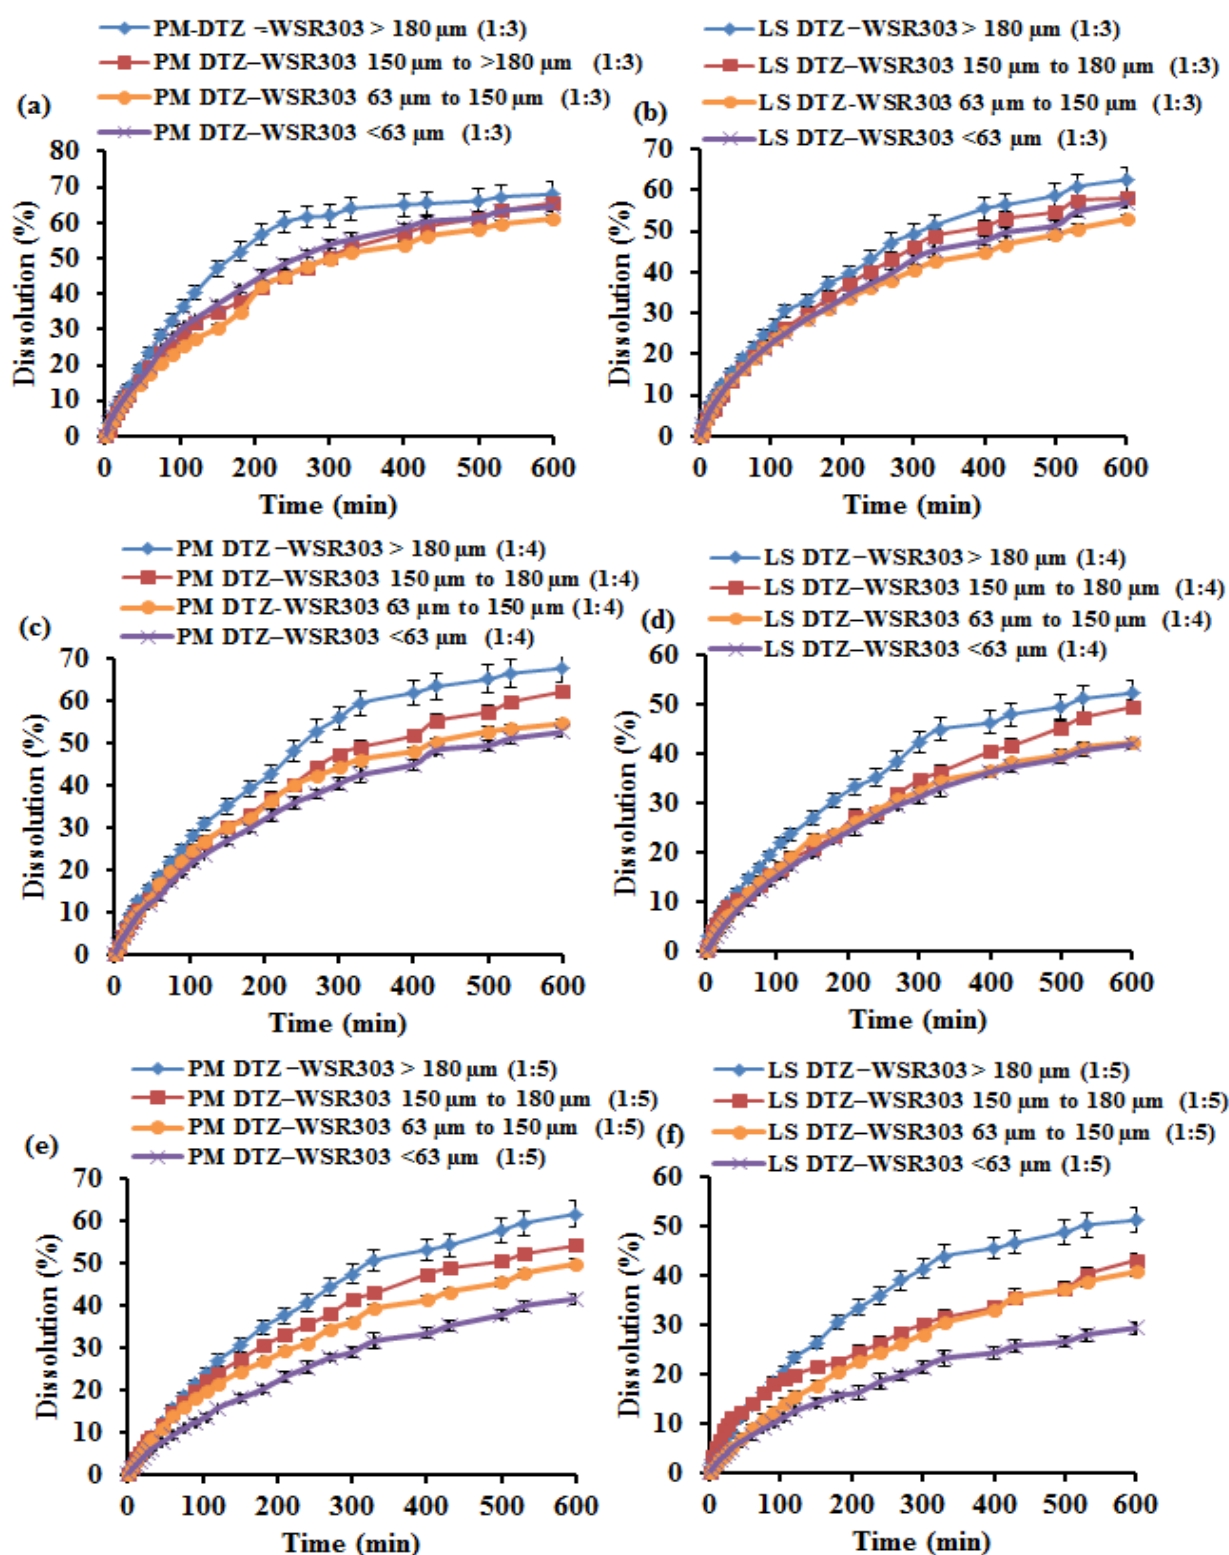 PM-DTZ –WSR303 > 180 µm (1:3)
PM DTZ–WSR303 150 µm to >180 µm (1:3)
PM DTZ–WSR303 63 µm to 150 µm (1:3)
PM DTZ–WSR303 <63 µm (1:3)
(a)
80
70
60
50
40
30
20
10
0
Dissolution (%)
0 100 200 300 400 500 600
Time (min)
LS DTZ–WSR303 > 180 µm (1:3)
LS DTZ–WSR303 150 µm to 180 µm (1:3)
LS DTZ-WSR303 63 µm to 150 µm (1:3)
LS DTZ–WSR303 <63 µm (1:3)
(b)
70
60
50
40
30
20
10
0
Dissolution (%)
0 100 200 300 400 500 600
Time (min)
PM DTZ –WSR303 > 180 µm (1:4)
PM DTZ–WSR303 150 µm to 180 µm (1:4)
PM DTZ-WSR303 63 µm to 150 µm (1:4)
PM DTZ–WSR303 <63 µm (1:4)
(c)
70
60
50
40
30
20
10
0
Dissolution (%)
0 100 200 300 400 500 600
Time (min)
LS DTZ –WSR303 > 180 µm (1:4)
LS DTZ–WSR303 150 µm to 180 µm (1:4)
LS DTZ–WSR303 63 µm to 150 µm (1:4)
LS DTZ–WSR303 <63 µm (1:4)
(d)
60
50
40
30
20
10
0
Dissolution (%)
0 100 200 300 400 500 600
Time (min)
PM DTZ –WSR303 > 180 µm (1:5)
PM DTZ–WSR303 150 µm to 180 µm (1:5)
PM DTZ–WSR303 63 µm to 150 µm (1:5)
PM DTZ–WSR303 <63 µm (1:5)
(e)
70
60
50
40
30
20
10
0
Dissolution (%)
0 100 200 300 400 500 600
Time (min)
LS DTZ –WSR303 > 180 µm (1:5)
LS DTZ–WSR303 150 µm to 180 µm (1:5)
LS DTZ–WSR303 63 µm to 150 µm (1:5)
LS DTZ–WSR303 <63 µm (1:5)
(f)
60
50
40
30
20
10
0
Dissolution (%)
0 100 200 300 400 500 600
Time (min)